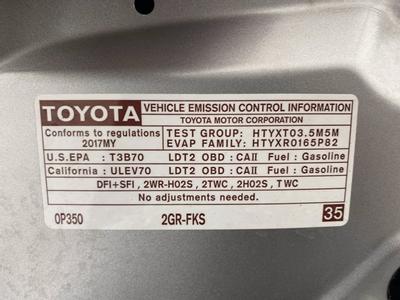 TOYOTA VEHICLE EMISSION CONTROL INFORMATION
TOYOTA MOTOR CORPORATION
Conforms to regulations
2017MY
TEST GROUP: HTYXT03.5M5M
EVAP FAMILY: HTYXR0165P82
U.S.EPA : T3B70 LDT2 OBD : CAII Fuel : Gasoline
California : ULEV70 LDT2 OBD : CAII Fuel : Gasoline
DFI+SFI , 2WR-HO2S , 2TWC , 2HO2S , TWC
No adjustments needed.
0P350 2GR-FKS 35